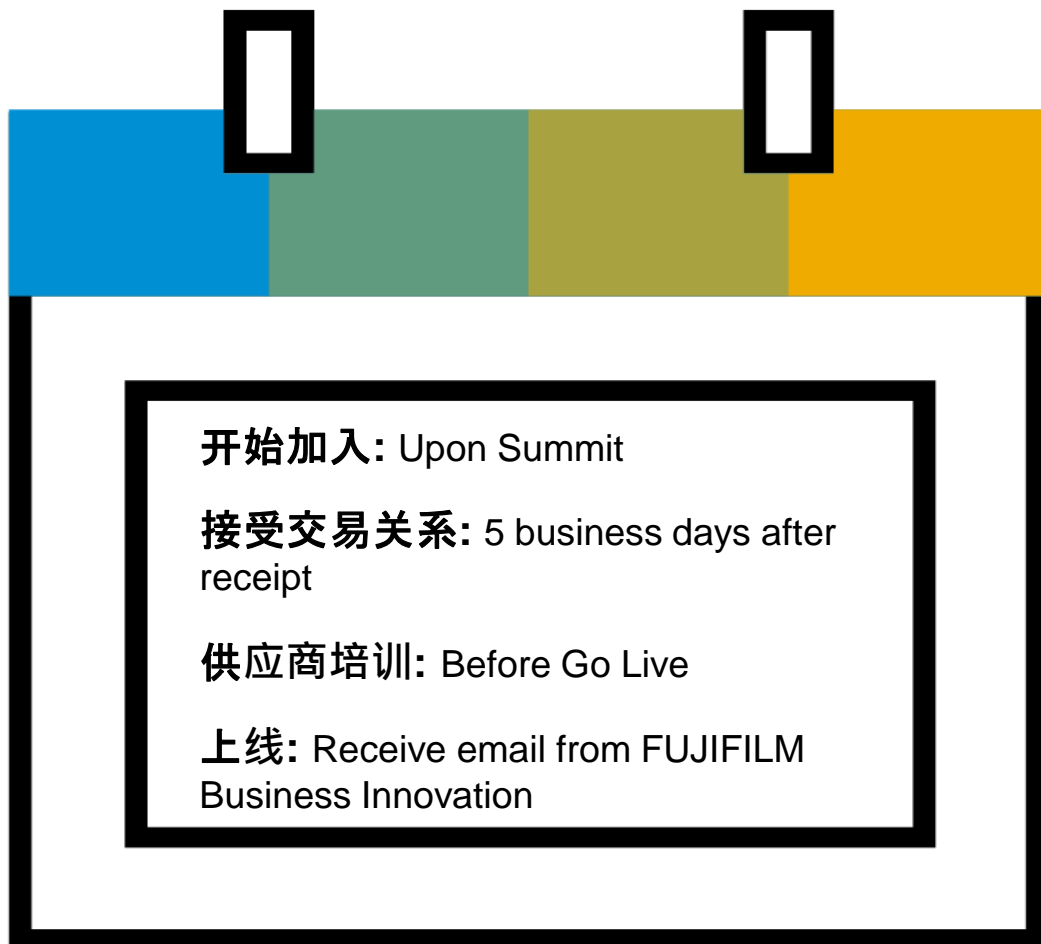 开始加入: Upon Summit
接受交易关系: 5 business days after
receipt
供应商培训: Before Go Live
上线: Receive email from FUJIFILM
Business Innovation